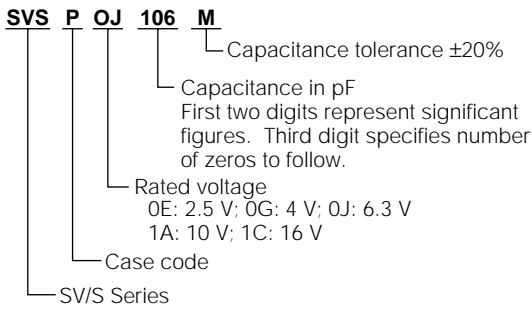 SVS P OJ 106 M
Capacitance tolerance ±20%
Capacitance in pF
First two digits represent significant
figures. Third digit specifies number
of zeros to follow.
Rated voltage
0E: 2.5 V; 0G: 4 V; 0J: 6.3 V
1A: 10 V; 1C: 16 V
Case code
SV/S Series